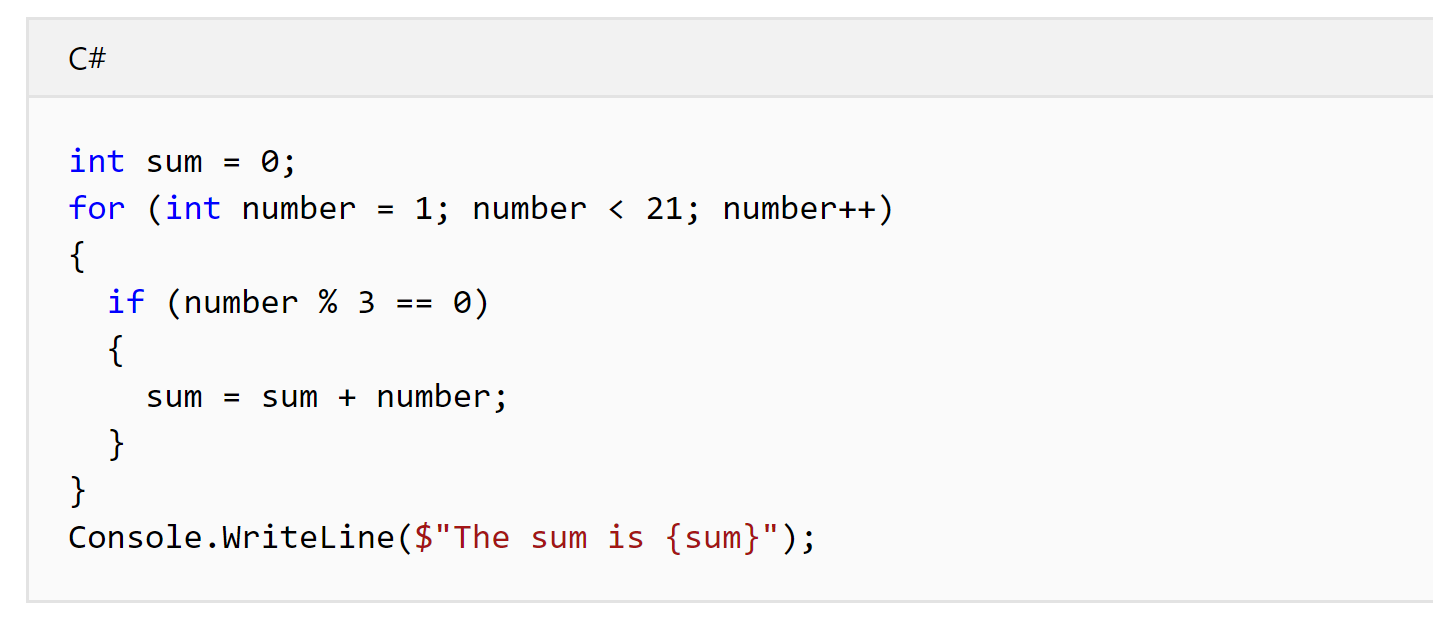 C#
int sum = 0;
for (int number = 1; number < 21; number++)
{
  if (number % 3 == 0)
  {
    sum = sum + number;
  }
}
Console.WriteLine($"The sum is {sum}");